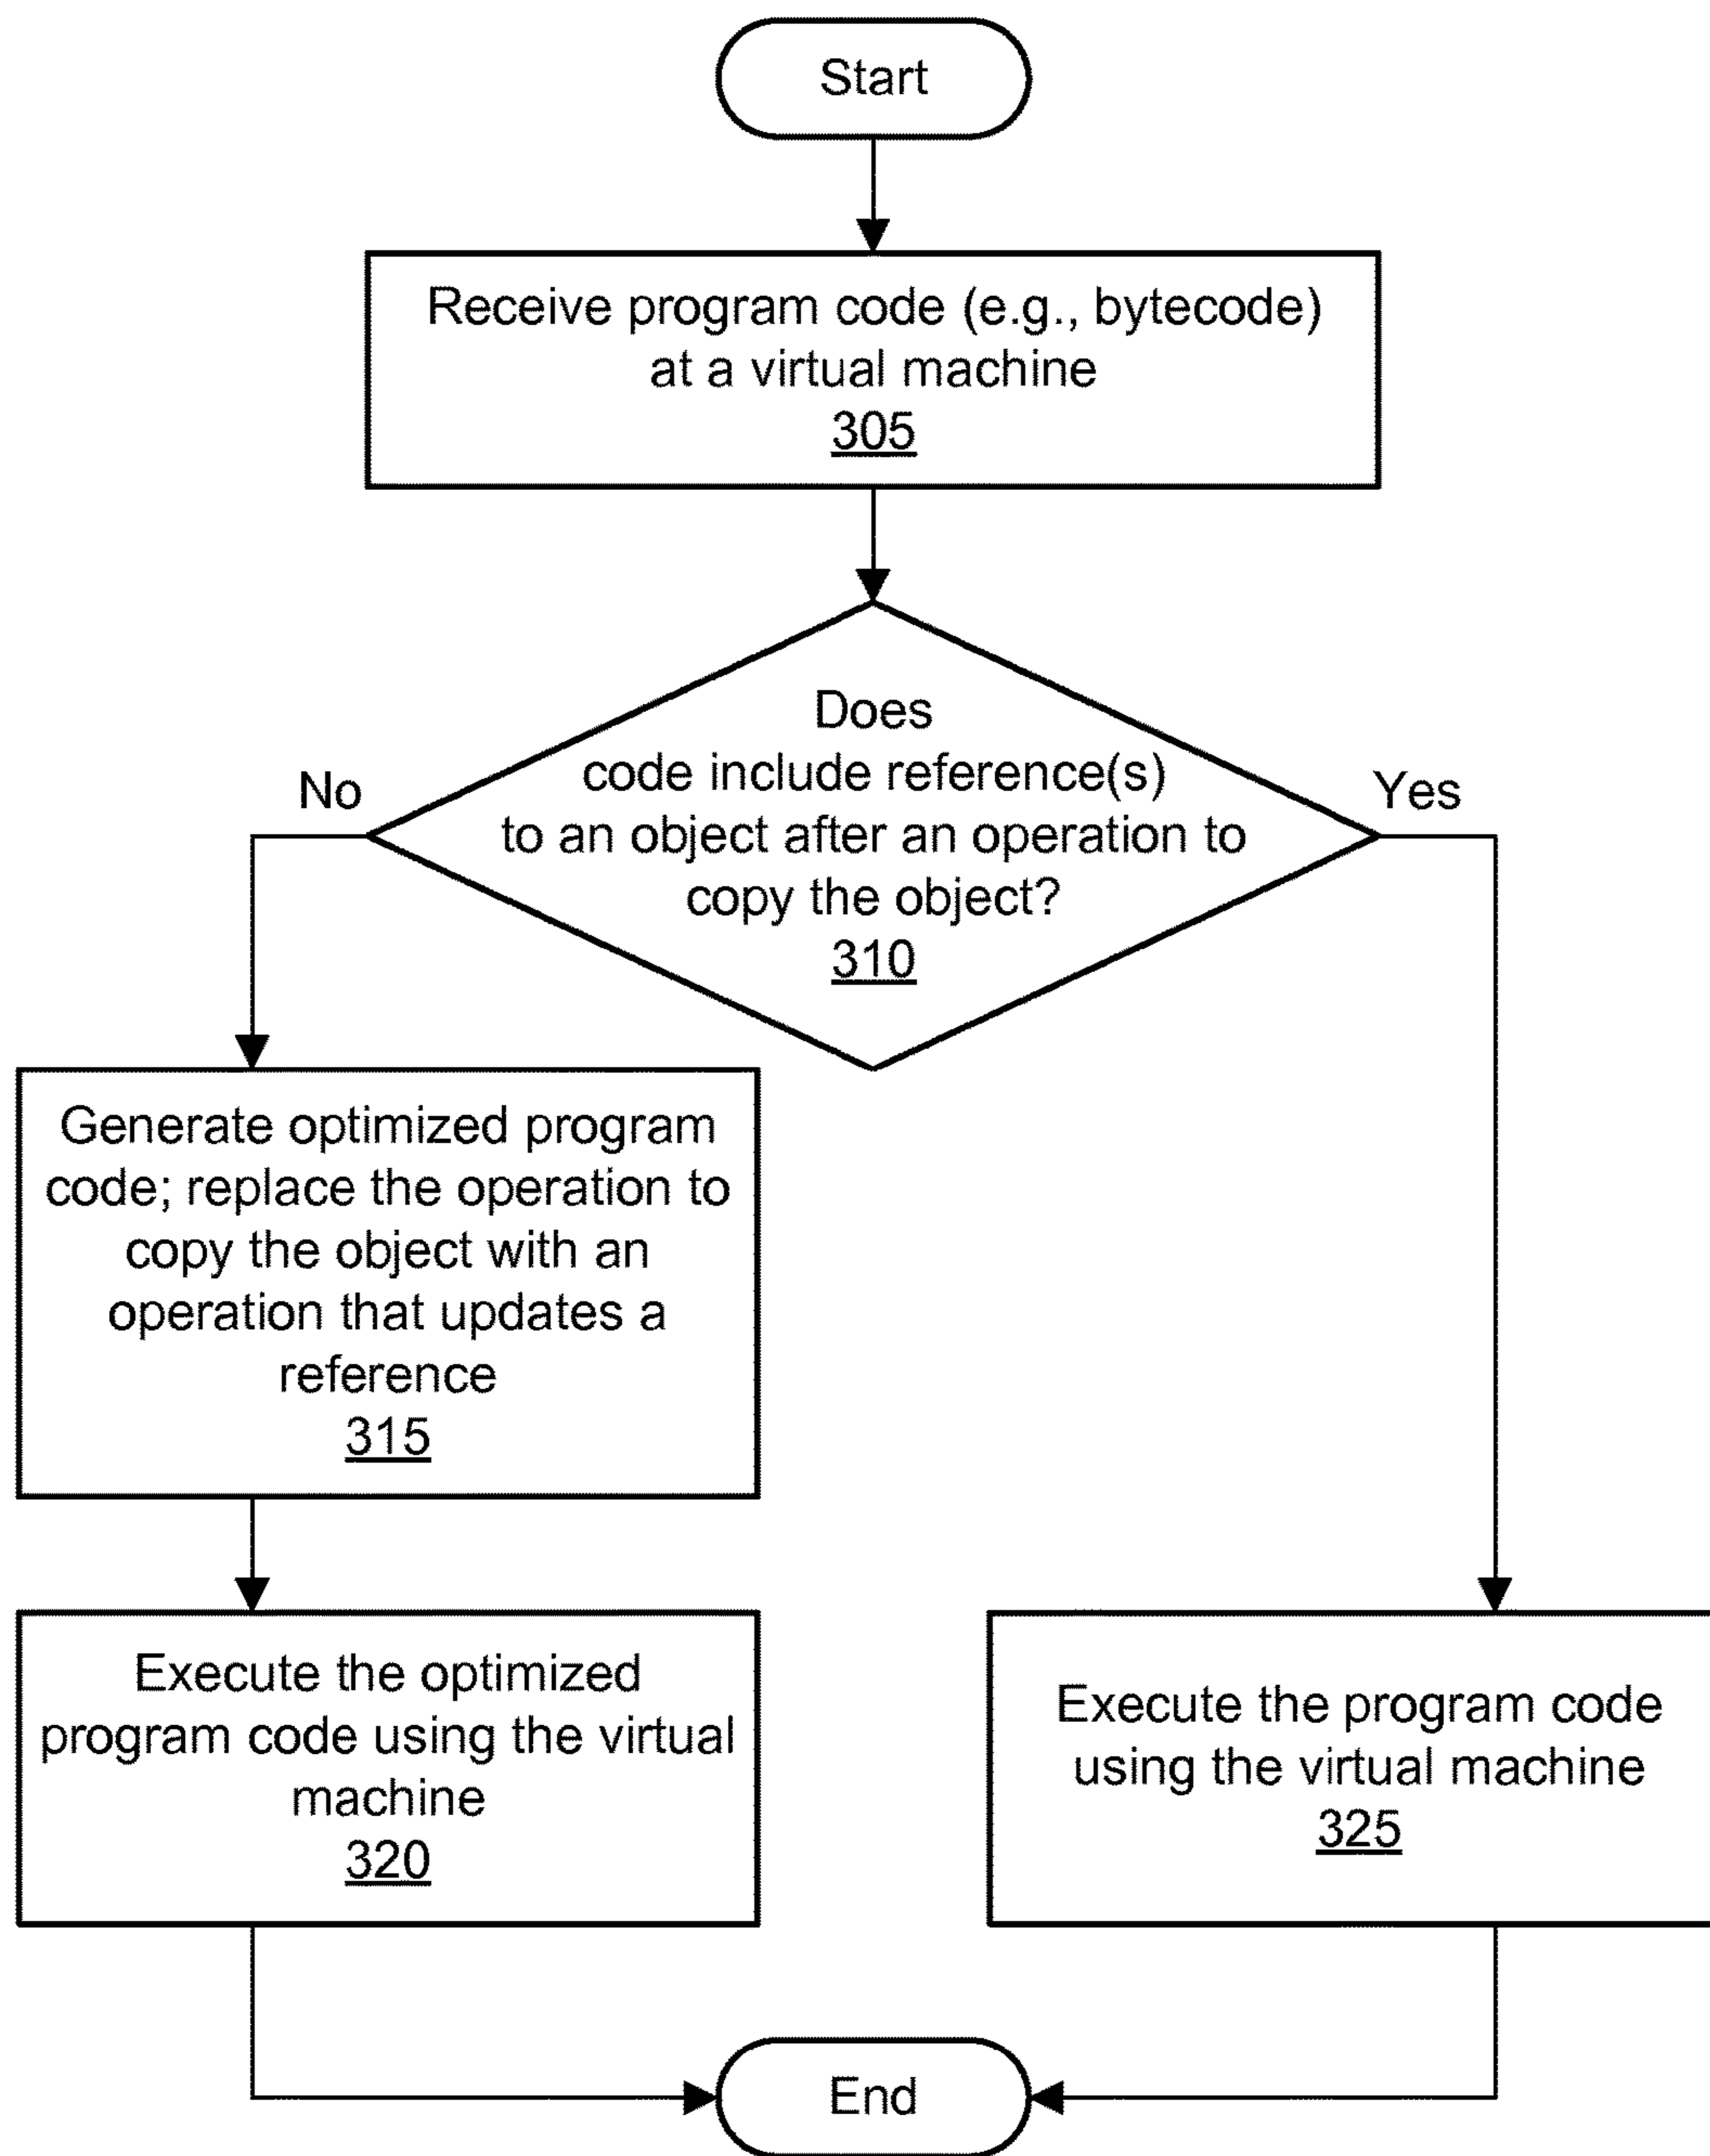 Start
Receive program code (e.g., bytecode)
at a virtual machine
305
Does
code include reference(s)
to an object after an operation to
copy the object?
310
No
Yes
Generate optimized program
code; replace the operation to
copy the object with an
operation that updates a
reference
315
Execute the optimized
program code using the virtual
machine
320
Execute the program code
using the virtual machine
325
End